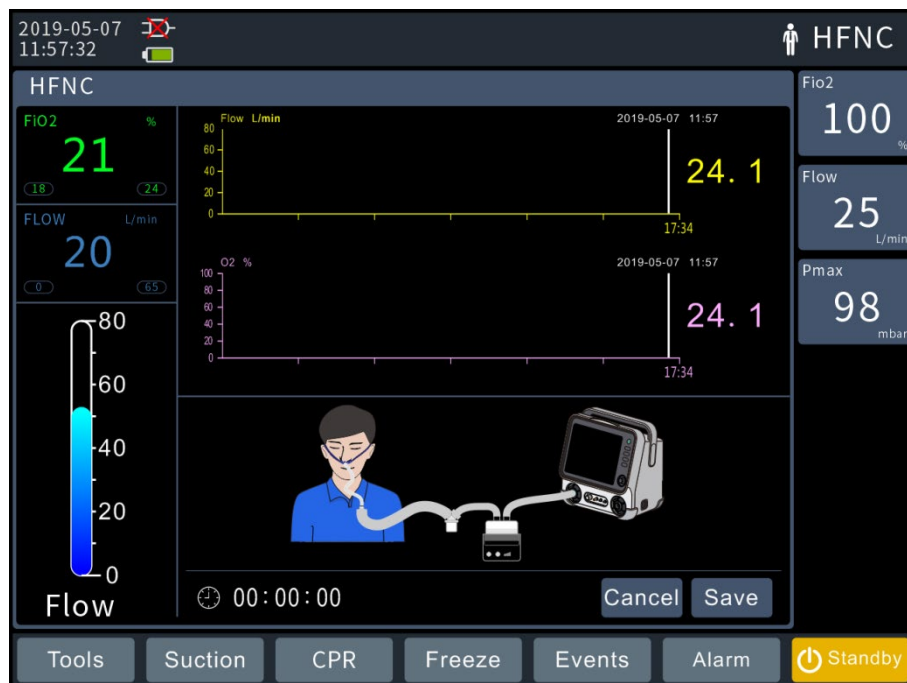 2019-05-07
11:57:32
HFNC
HFNC
FiO2 %
21
18 24
FLOW L/min
20
0 65
80
60
40
20
0
Flow
Flow L/min
2019-05-07 11:57
80
60
40
20
0
24. 1
17:34
O2 %
2019-05-07 11:57
100
80
60
40
20
0
24. 1
17:34
00:00:00
Cancel Save
Fio2
100
%
Flow
25
L/min
Pmax
98
mbar
Tools Suction CPR Freeze Events Alarm Standby